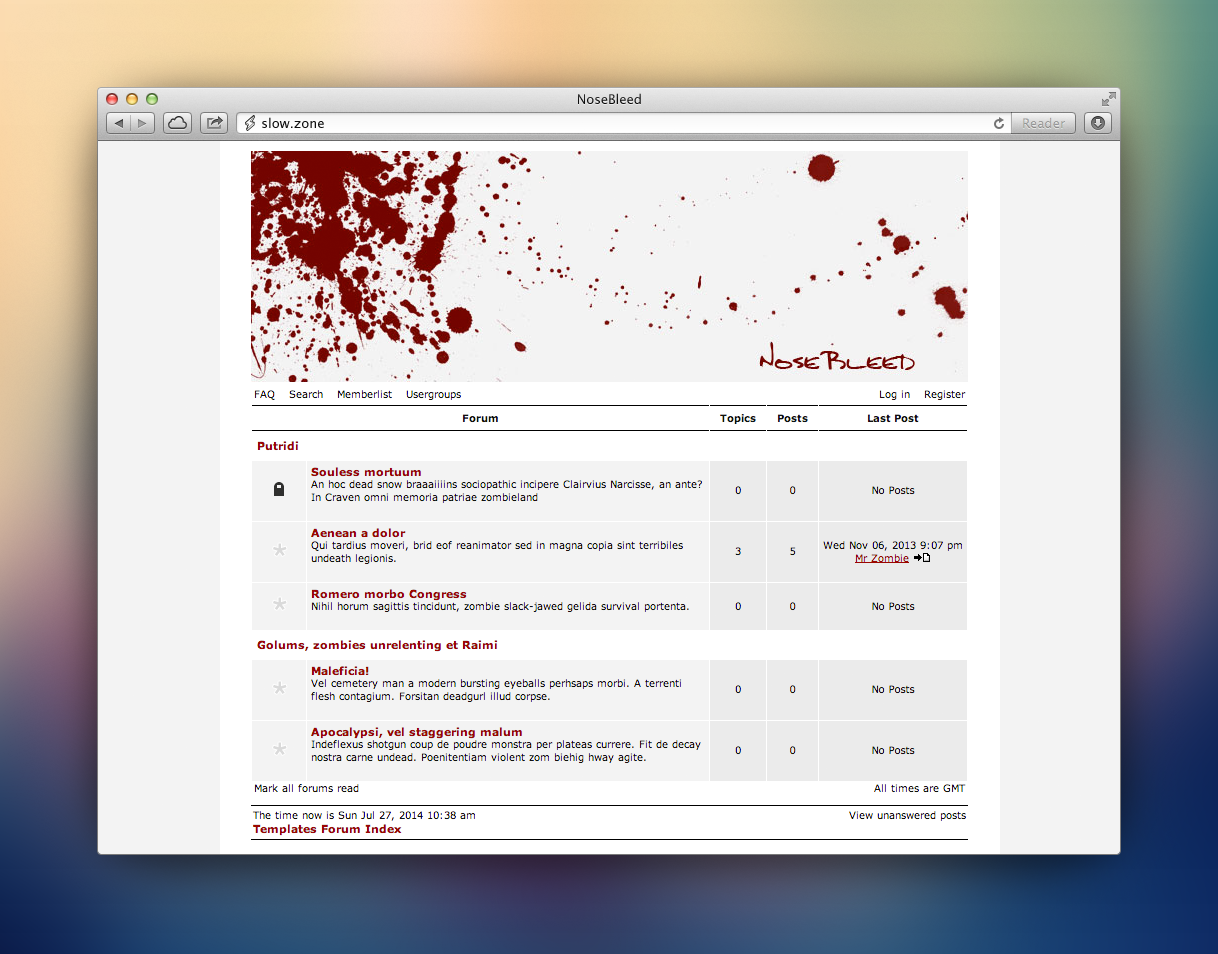 NoseBleed
slow.zone
Reader
NOSEBLEED
FAQ Search Memberlist Usergroups Log in Register
Forum Topics Posts Last Post
Putridi
Souless mortuum
An hoc dead snow braaaiiiins sociopathic incipere Clairvius Narcisse, an ante?
In Craven omni memoria patriae zombieland
0 0 No Posts
Aenean a dolor
Qui tardius moveri, brid eof reanimator sed in magna copia sint terribiles
undeath legionis.
3 5 Wed Nov 06, 2013 9:07 pm
Mr Zombie
Romero morbo Congress
Nihil horum sagittis tincidunt, zombie slack-jawed gelida survival portenta.
0 0 No Posts
Golums, zombies unrelenting et Raimi
Maleficia!
Vel cemetery man a modern bursting eyeballs perhsaps morbi. A terrenti
flesh contagium. Forsitan deadgurl illud corpse.
0 0 No Posts
Apocalypsi, vel staggering malum
Indeflexus shotgun coup de poudre monstra per plateas currere. Fit de decay
nostra carne undead. Poenitentiam violent zom biehig hway agite.
0 0 No Posts
Mark all forums read All times are GMT
The time now is Sun Jul 27, 2014 10:38 am View unanswered posts
Templates Forum Index